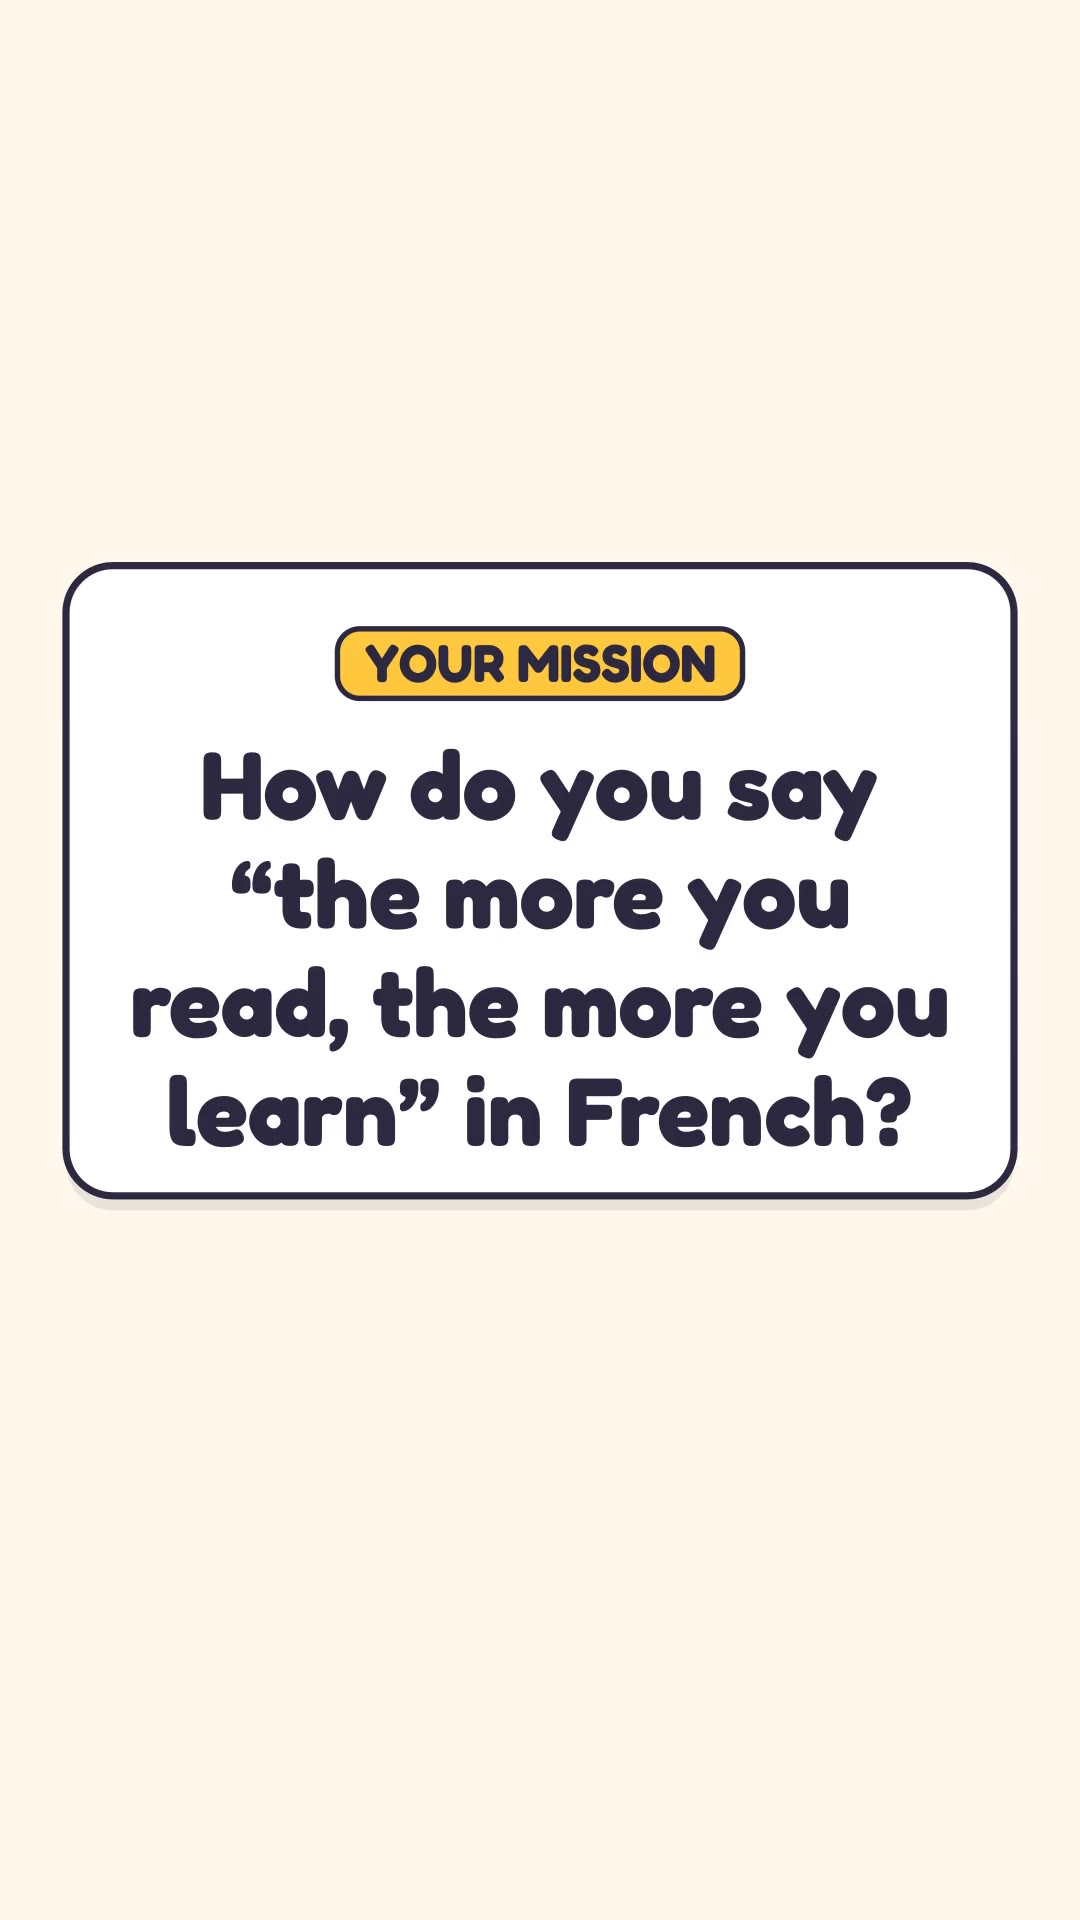 YOUR MISSION
How do you say
“the more you
read, the more you
learn” in French?